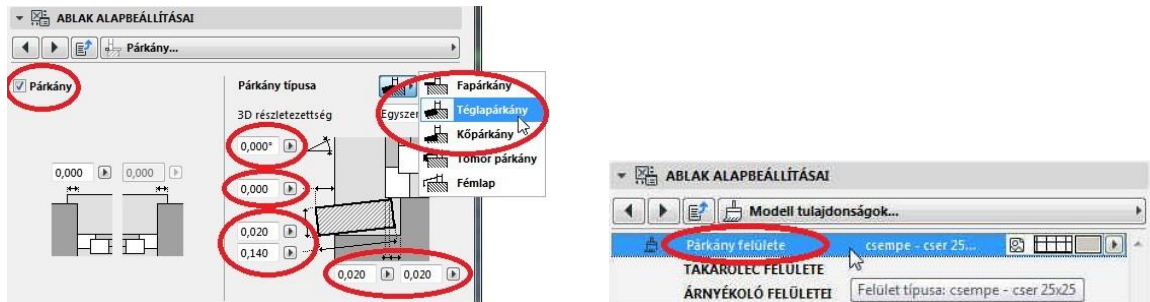 ABLAK ALAPBEÁLLÍTÁSAI
Párkány...
Párkány
Párkány típusa
3D részletezettség
Egyszer
Fapárkány
Téglapárkány
Kőpárkány
Tömör párkány
Fémlap
0,000 0,000
0,000°
0,000
0,020
0,140
0,020 0,020
ABLAK ALAPBEÁLLÍTÁSAI
Modell tulajdonságok...
Párkány felülete csempe - cser 25...
TAKARÓLÉC FELÜLETE
ÁRNYÉKOLÓ FELÜLETEI
Felület típusa: csempe - cser 25x25